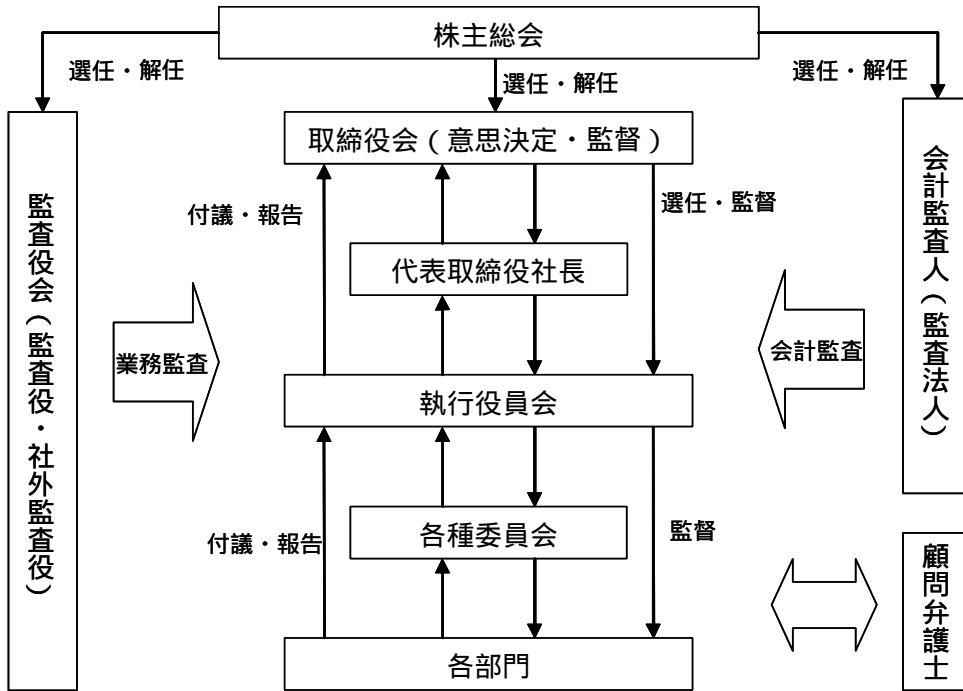 株主総会
選任・解任
選任・解任
選任・解任
取締役会（意思決定・監督）
監査役会（監査役・社外監査役）
会計監査人（監査法人）
付議・報告
選任・監督
代表取締役社長
業務監査
会計監査
執行役員会
付議・報告
各種委員会
監督
顧問弁護士
各部門